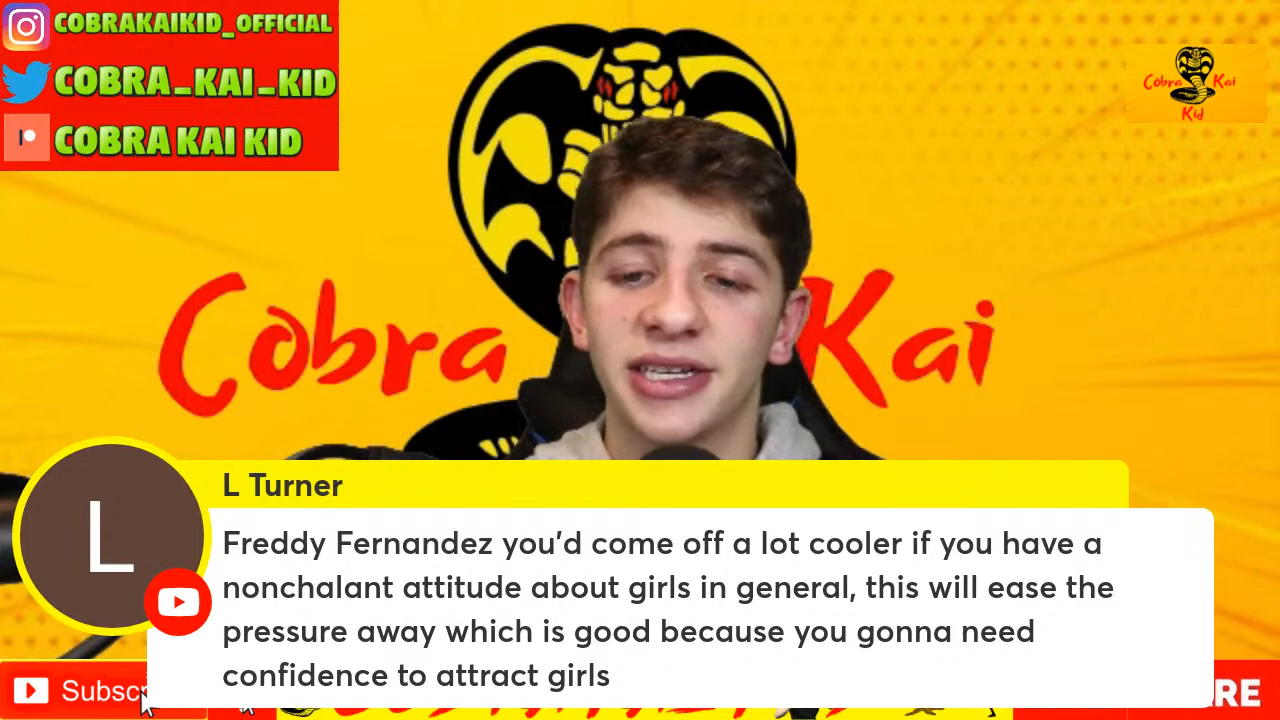 COBRAKAIKID_OFFICIAL
COBRA_KAI_KID
COBRA KAI KID
Cobra Kai
Kid
Cobra Kai
L Turner
L
Freddy Fernandez you'd come off a lot cooler if you have a
nonchalant attitude about girls in general, this will ease the
pressure away which is good because you gonna need
confidence to attract girls